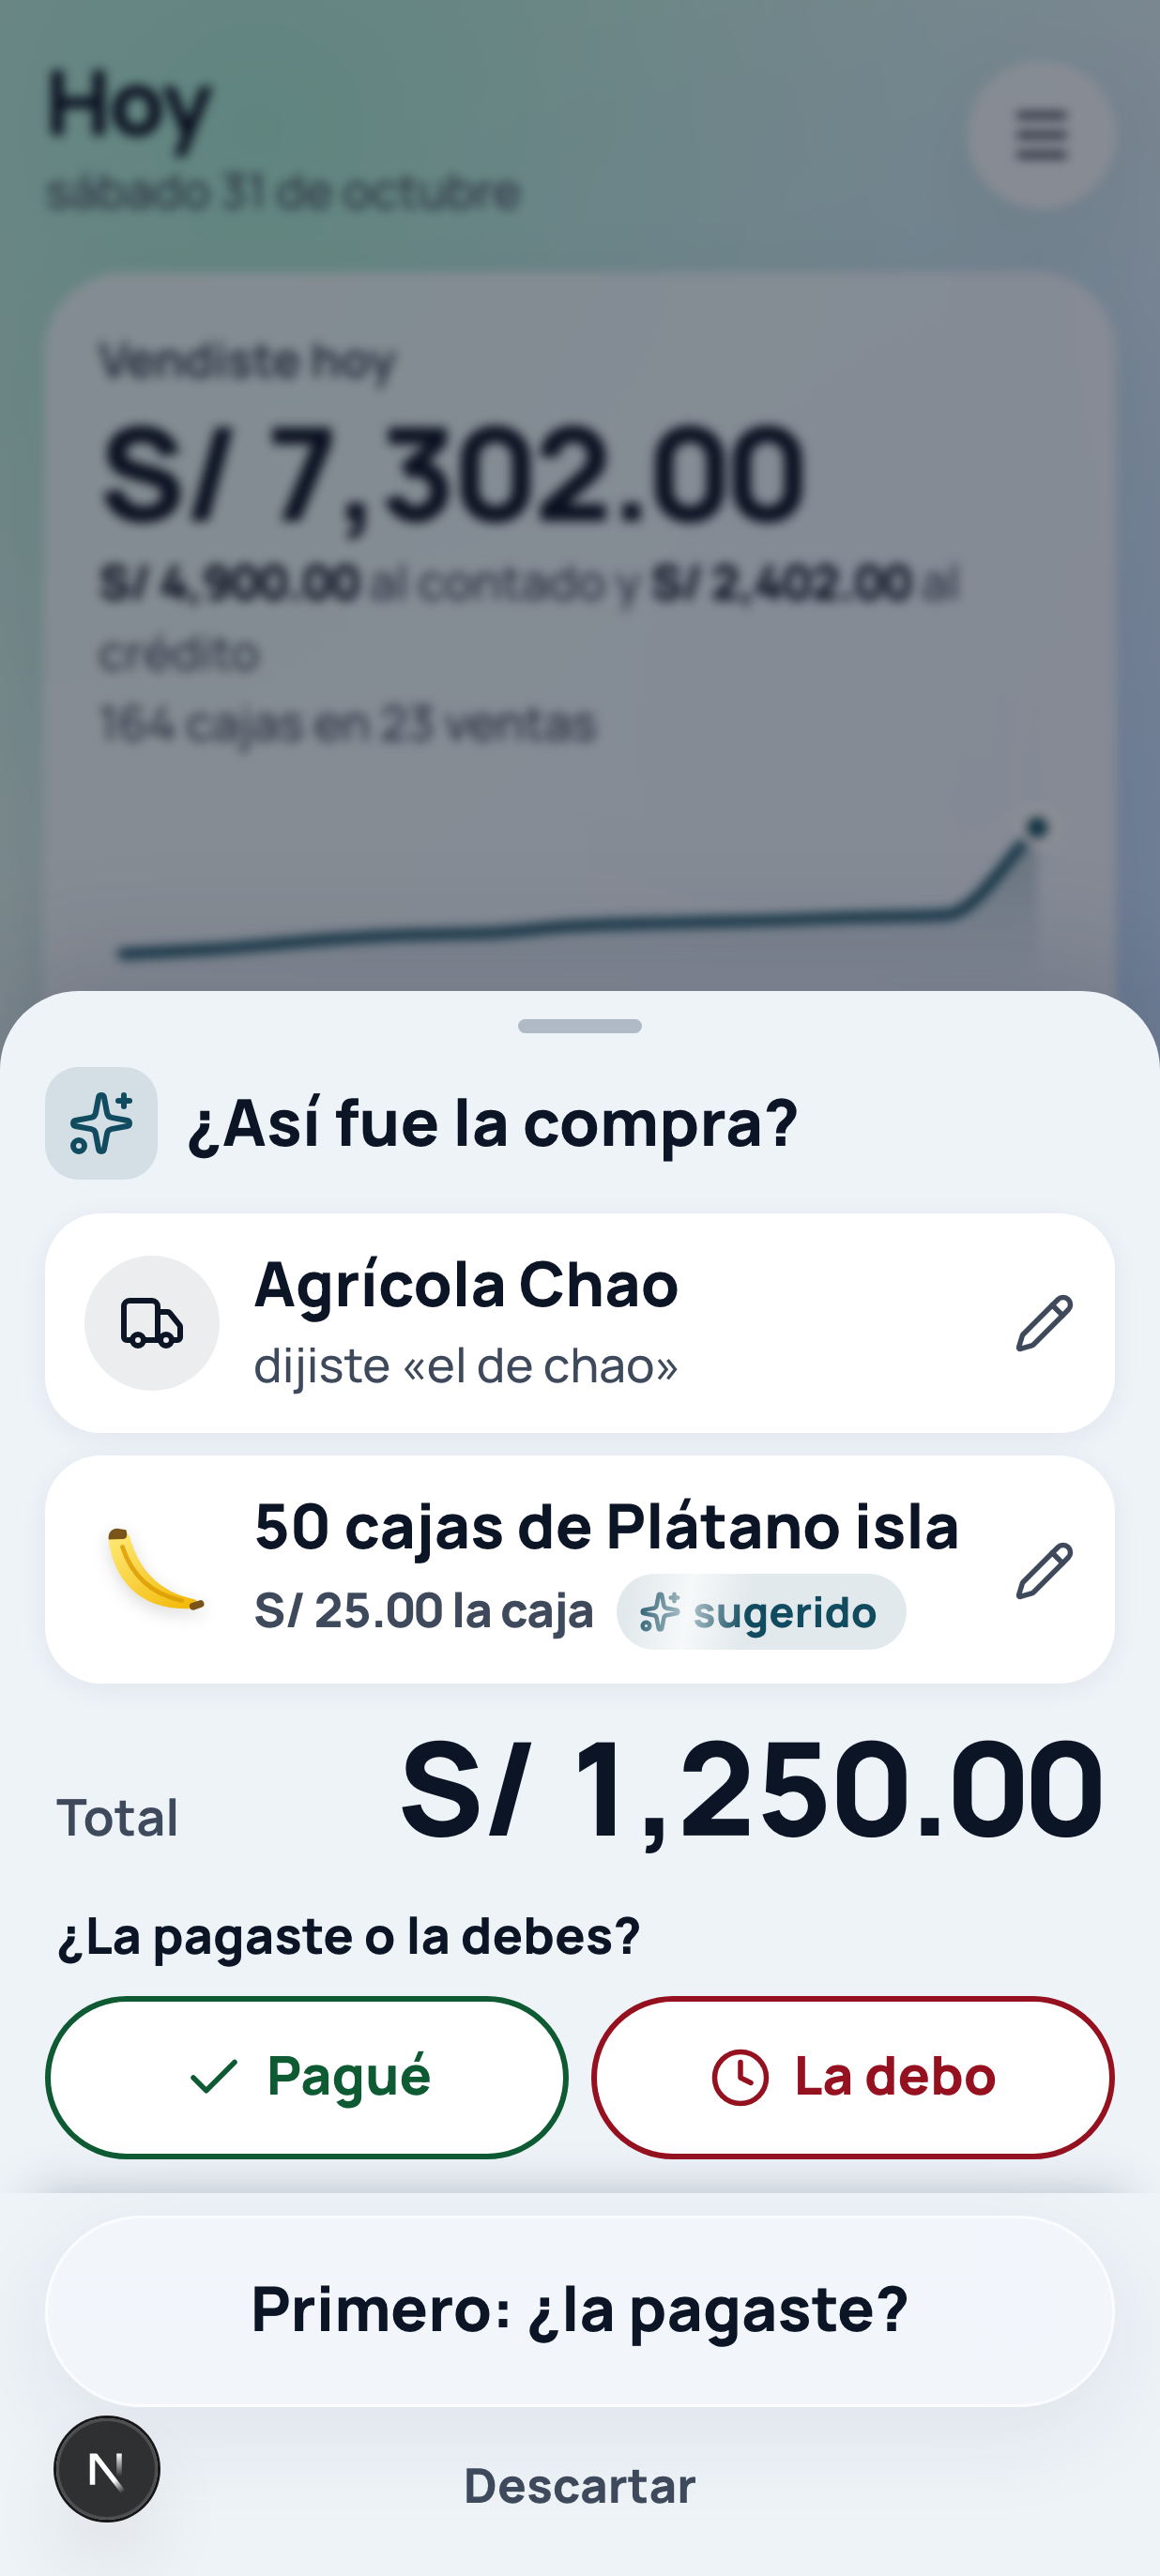 Hoy
sábado 31 de octubre
Vendiste hoy
S/ 7,302.00
S/ 4,900.00 al contado y S/ 2,402.00 al
crédito
164 cajas en 23 ventas
¿Así fue la compra?
Agrícola Chao
dijiste «el de chao»
50 cajas de Plátano isla
S/ 25.00 la caja sugerido
Total S/ 1,250.00
¿La pagaste o la debes?
Pagué La debo
Primero: ¿la pagaste?
N
Descartar